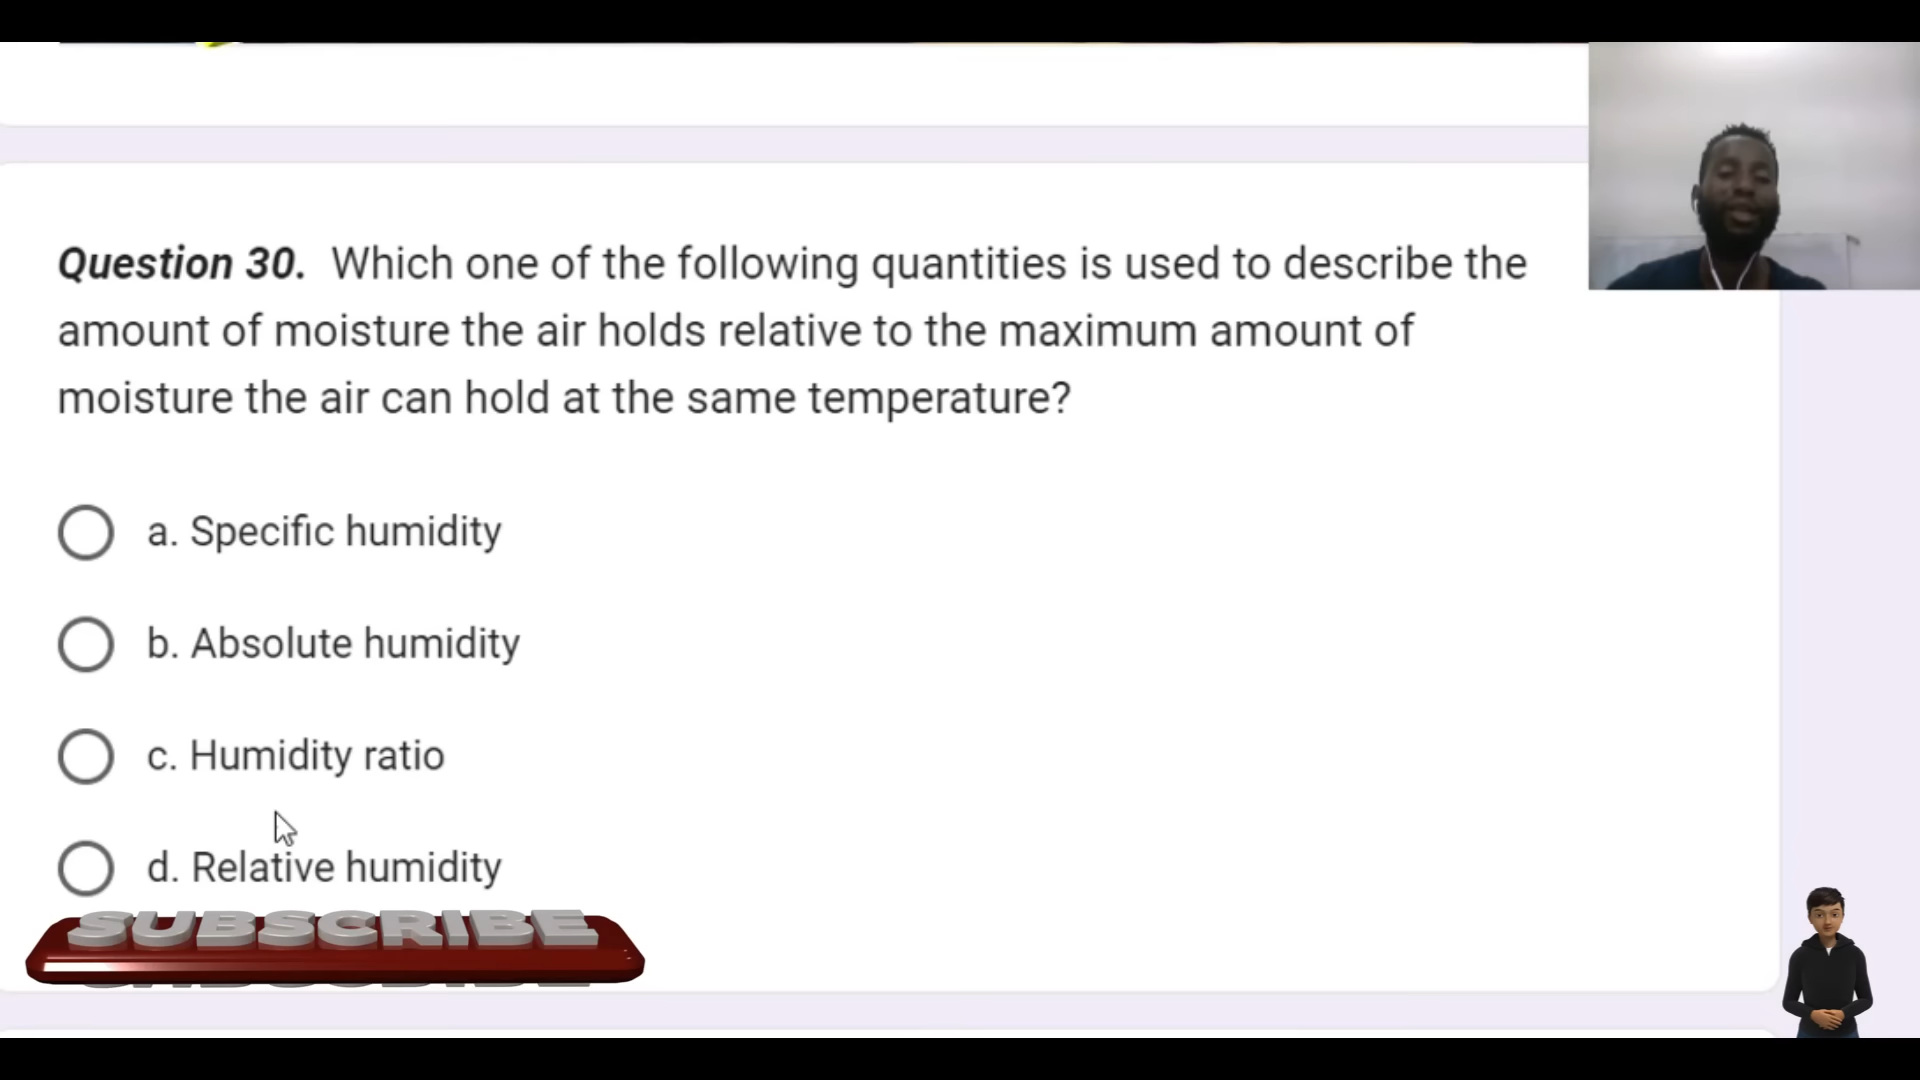 Question 30. Which one of the following quantities is used to describe the
amount of moisture the air holds relative to the maximum amount of
moisture the air can hold at the same temperature?
a. Specific humidity
b. Absolute humidity
c. Humidity ratio
d. Relative humidity
SUBSCRIBE